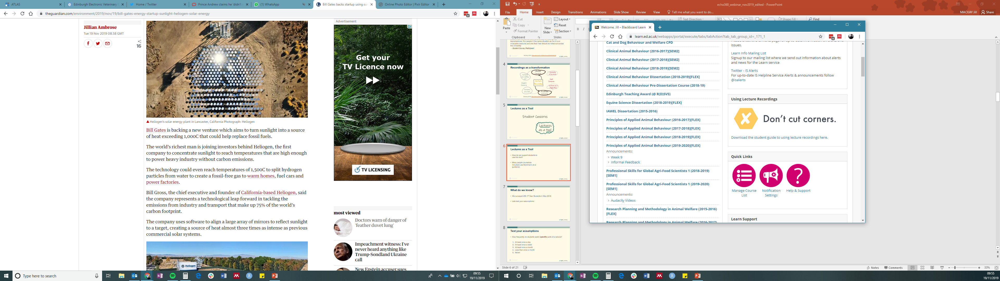 ATLAS
Edinburgh Electronic Veterinary
Home / Twitter
Prince Andrew claims he 'didn't
(1) WhatsApp
Bill Gates backs startup using su
Online Photo Editor | Pixlr Editor
theguardian.com/environment/2019/nov/19/bill-gates-energy-startup-sunlight-heliogen-solar-energy
Jillian Ambrose
Tue 19 Nov 2019 08.58 GMT
16
Heliogen's solar energy plant in Lancaster, California Photograph: Heliogen
Bill Gates is backing a new venture which aims to turn sunlight into a source
of heat exceeding 1,000C that could help replace fossil fuels.
The world's richest man is joining investors behind Heliogen, the first
company to concentrate sunlight to reach temperatures that are high enough
to power heavy industry without carbon emissions.
The technology could even reach temperatures of 1,500C to split hydrogen
particles from water to create a fossil-free gas to warm homes, fuel cars and
power factories.
Bill Gross, the chief executive and founder of California-based Heliogen, said
the company represents a technological leap forward in tackling the
emissions from industry and transport that make up 75% of the world's
carbon footprint.
The company uses software to align a large array of mirrors to reflect sunlight
to a target, creating a source of heat almost three times as intense as previous
commercial solar systems.
Heliogen
Advertisement
Get your
TV Licence now
TV LICENSING
most viewed
Doctors warn of danger of
'feather duvet lung'
Impeachment witness: I've
never heard anything like
Trump-Sondland Ukraine
call
New Epstein accuser sues
Type here to search
09:55
19/11/2019
echo360_webinar_nov2019_edited - PowerPoint
File
Home
Insert
Design
Transitions
Animations
Slide Show
Review
View
Tell me what you want to do...
MACKAY Jill
Share
Paste
Cut
Copy
Format Painter
Clipboard
New
Slide
Layout
Reset
Section
Slides
Text Direction
Shape Fill
Find
invaluable resource and one that I feel should be rolled out across
the university
Student Survey Participant
4
Recordings as a transformation
Lecture
Recording
5
Lectures as a Tool
Student Concerns
Lectures
as a tool
6
Lectures as a Tool
How do we support students to
use this tool?
Many people (ourselves
included) use Nordmann et al
guidance.
7
What do we know?
We surveyed 295 1st Year Students in May 2018
Lets test your assumptions.
8
Test your assumptions
How frequently do students watch specific parts of a lecture?
1. At least once a day
2. At least once a week
3. At least once a month
4. Less than once a month
5. Never
Slide 6 of 21
Notes
Comments
33%
Welcome, Jill – Blackboard Learn
learn.ed.ac.uk/webapps/portal/execute/tabs/tabAction?tab_tab_group_id=_171_1
Cat and Dog Behaviour and Welfare CPD
Clinical Animal Behaviour (2016-2017)[SEM2]
Clinical Animal Behaviour (2017-2018)[SEM2]
Clinical Animal Behaviour (2018-2019)[SEM2]
Clinical Animal Behaviour Dissertation (2018-2019)[FLEX]
Clinical Animal Behaviour Pre-Dissertation Course (2018-19)
Edinburgh Teaching Award (@ R(D)SVS)
Equine Science Dissertation (2018-2019)[FLEX]
IAWEL Dissertation (2015-2016)
Principles of Applied Animal Behaviour (2016-2017)[FLEX]
Principles of Applied Animal Behaviour (2017-2018)[FLEX]
Principles of Applied Animal Behaviour (2018-2019)[FLEX]
Principles of Applied Animal Behaviour (2019-2020)[FLEX]
Announcements:
Week 9
Informal Feedback
Professional Skills for Global Agri-Food Scientists 1 (2018-2019)
[SEM1]
Professional Skills for Global Agri-Food Scientists 1 (2019-2020)
[SEM1]
Announcements:
Audacity Videos
Research Planning and Methodology in Animal Welfare (2015-2016)
[FLEX]
Research Planning and Methodology in Animal Welfare (2016-2017)
issues.
Learn Info Mailing List
Signup to our mailing list where we send out information about alerts
and news for the Learn service
Twitter - IS Alerts
For up-to-date IS Helpline Service Alerts & announcements follow
@isalerts
Using Lecture Recordings
Don't cut corners.
Download the student guide to using lecture recordings here.
Quick Links
Manage Course
List
Notification
Settings
Help & Support
Learn Support
09:55
19/11/2019